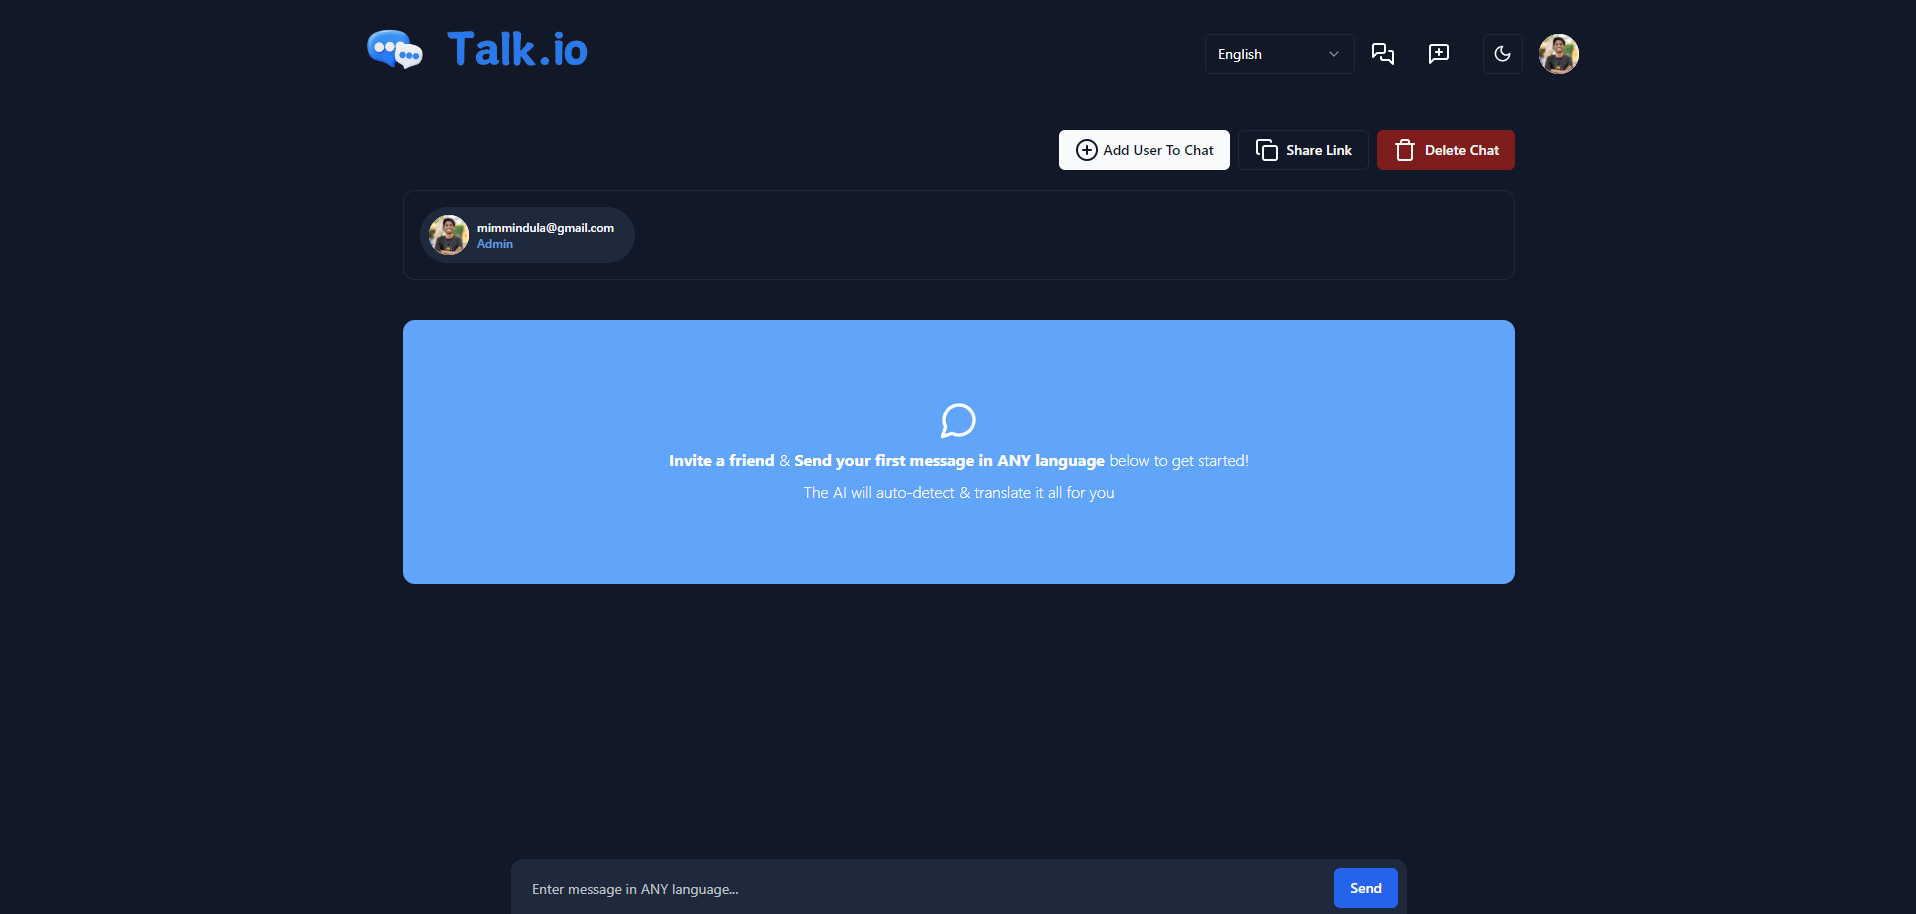 Talk.io
English
Add User To Chat
Share Link
Delete Chat
mimmindula@gmail.com
Admin
Invite a friend & Send your first message in ANY language below to get started!
The AI will auto-detect & translate it all for you
Enter message in ANY language...
Send